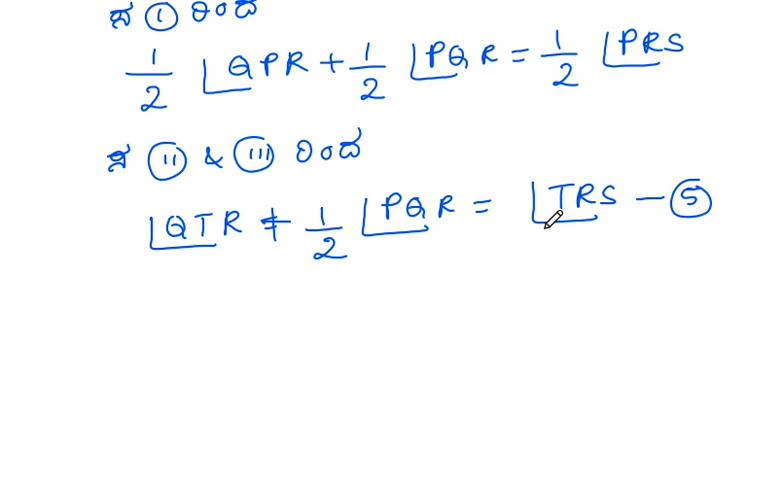 ಸ ① ರಿಂದ
1/2 ∠QPR + 1/2 ∠PQR = 1/2 ∠PRS
ಸ ⓘⓘ & ⓘⓘⓘ ರಿಂದ
∠QTR + 1/2 ∠PQR = ∠TRS — ⑤